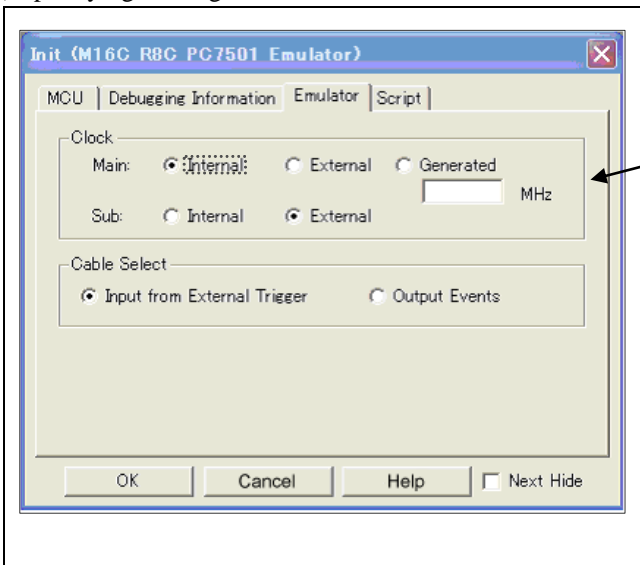 Init (M16C R8C PC7501 Emulator)
MCU Debugging Information Emulator Script
Clock
Main: Internal External Generated
MHz
Sub: Internal External
Cable Select
Input from External Trigger Output Events
OK Cancel Help Next Hide